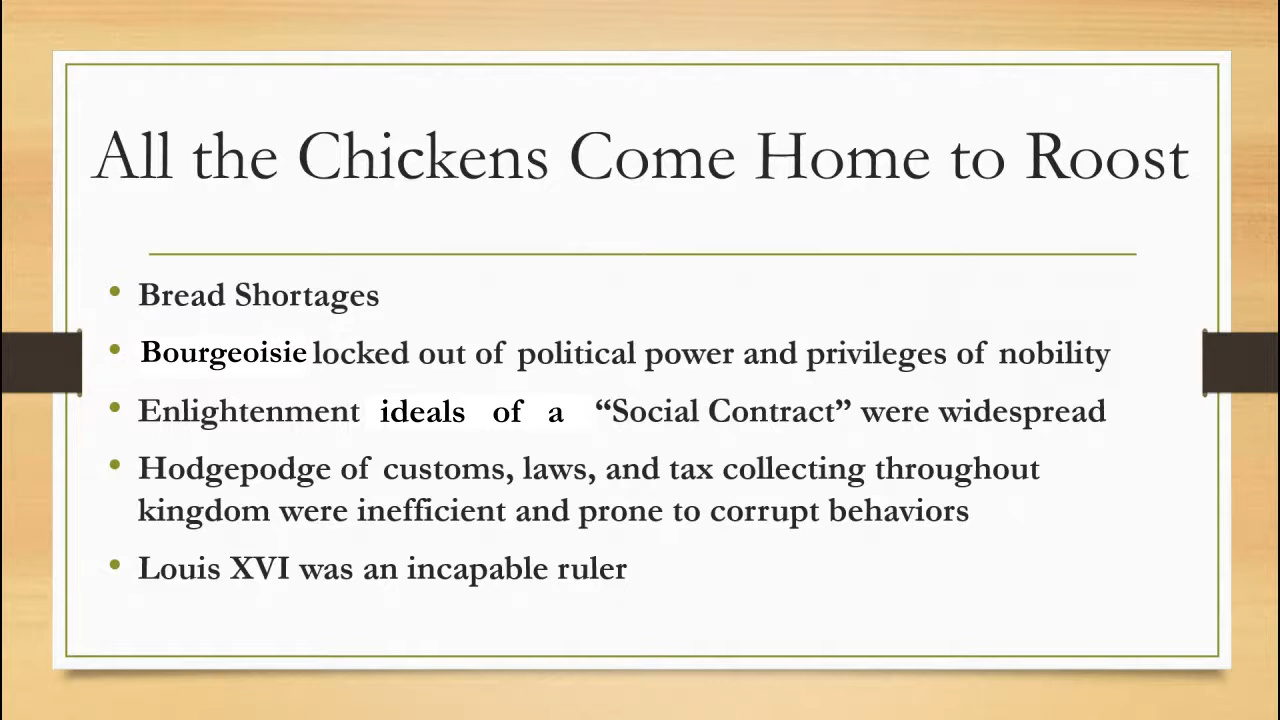 All the Chickens Come Home to Roost
• Bread Shortages
• Bourgeoisie locked out of political power and privileges of nobility
• Enlightenment ideals of a “Social Contract” were widespread
• Hodgepodge of customs, laws, and tax collecting throughout
kingdom were inefficient and prone to corrupt behaviors
• Louis XVI was an incapable ruler